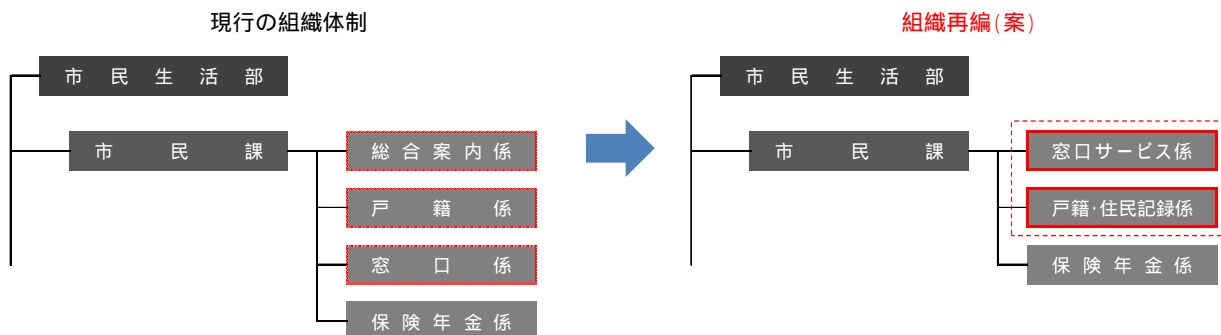 現行の組織体制
市民生活部
市民課
総合案内係
戸籍係
窓口係
保険年金係
組織再編(案)
市民生活部
市民課
窓口サービス係
戸籍・住民記録係
保険年金係